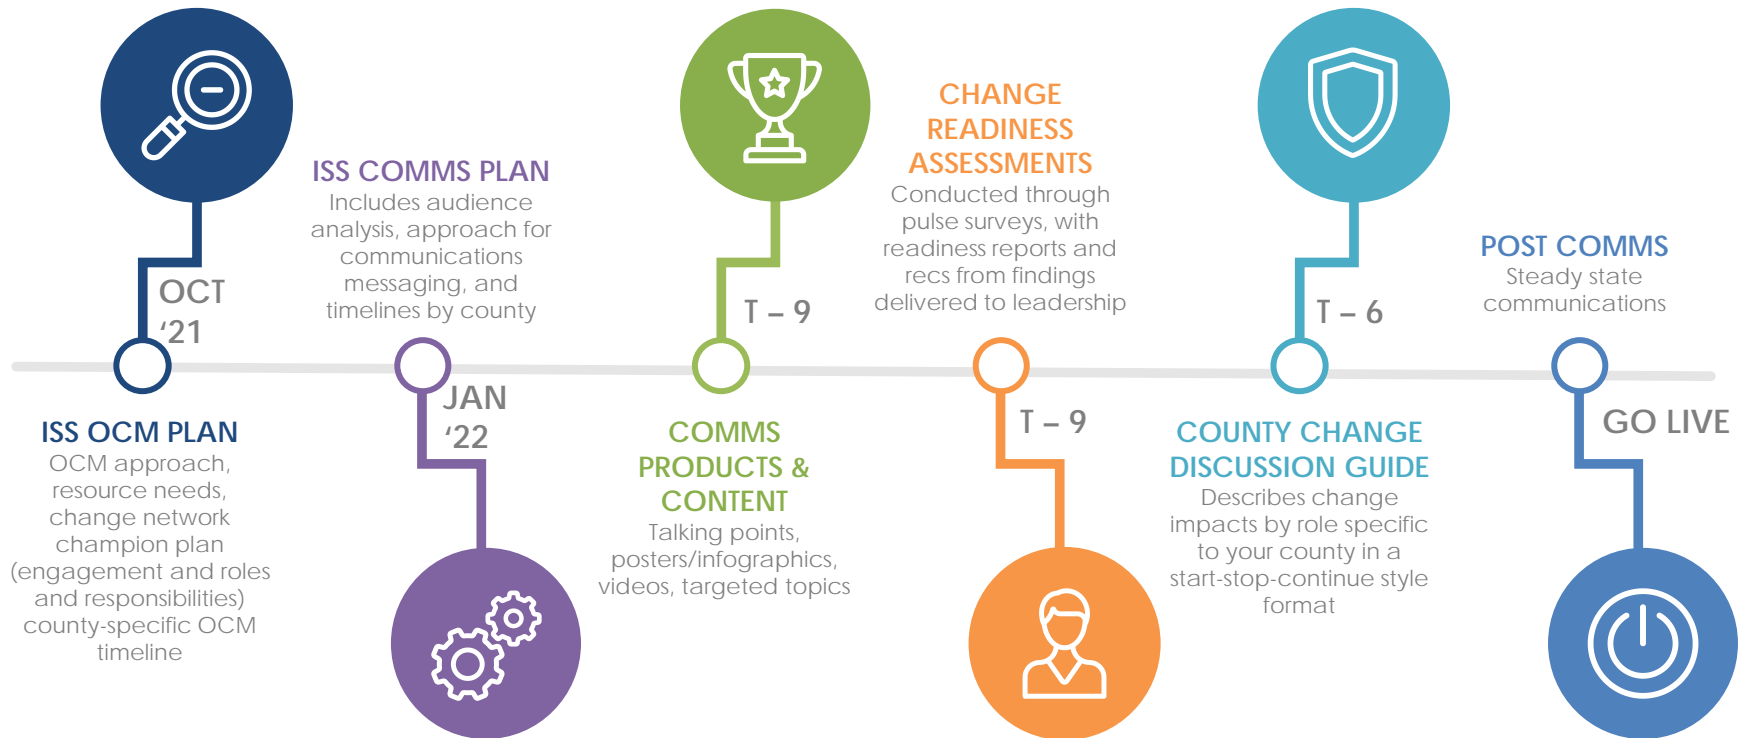 OCT
‘21
ISS OCM PLAN
OCM approach,
resource needs,
change network
champion plan
(engagement and roles
and responsibilities)
county-specific OCM
timeline
ISS COMMS PLAN
Includes audience
analysis, approach for
communications
messaging, and
timelines by county
JAN
‘22
T – 9
COMMS
PRODUCTS &
CONTENT
Talking points,
posters/infographics,
videos, targeted topics
CHANGE
READINESS
ASSESSMENTS
Conducted through
pulse surveys, with
readiness reports and
recs from findings
delivered to leadership
T – 9
T – 6
COUNTY CHANGE
DISCUSSION GUIDE
Describes change
impacts by role specific
to your county in a
start-stop-continue style
format
POST COMMS
Steady state
communications
GO LIVE